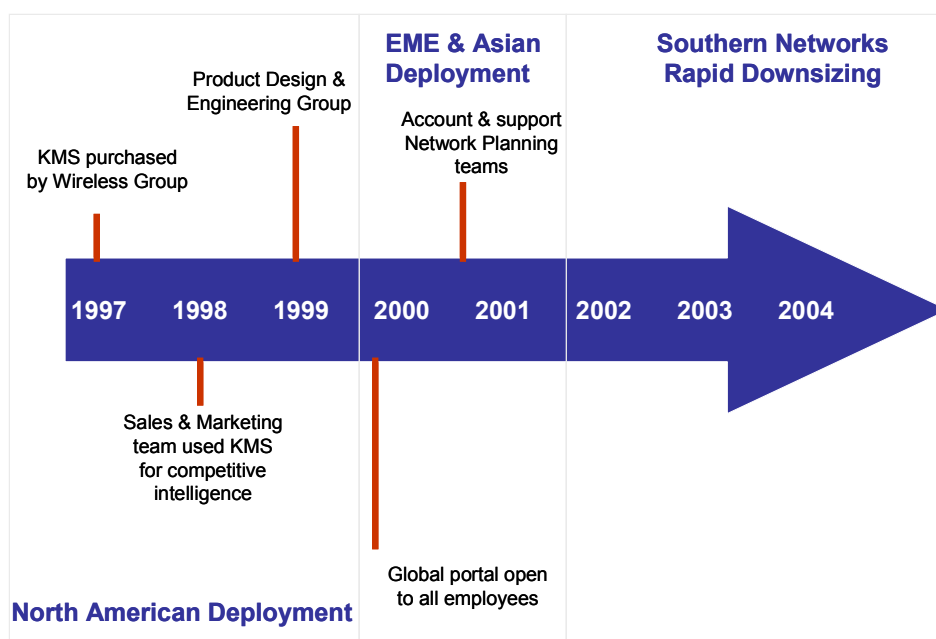 EME & Asian
Deployment
Southern Networks
Rapid Downsizing
Product Design &
Engineering Group
Account & support
Network Planning
teams
KMS purchased
by Wireless Group
1997 1998 1999 2000 2001 2002 2003 2004
Sales & Marketing
team used KMS
for competitive
intelligence
Global portal open
to all employees
North American Deployment